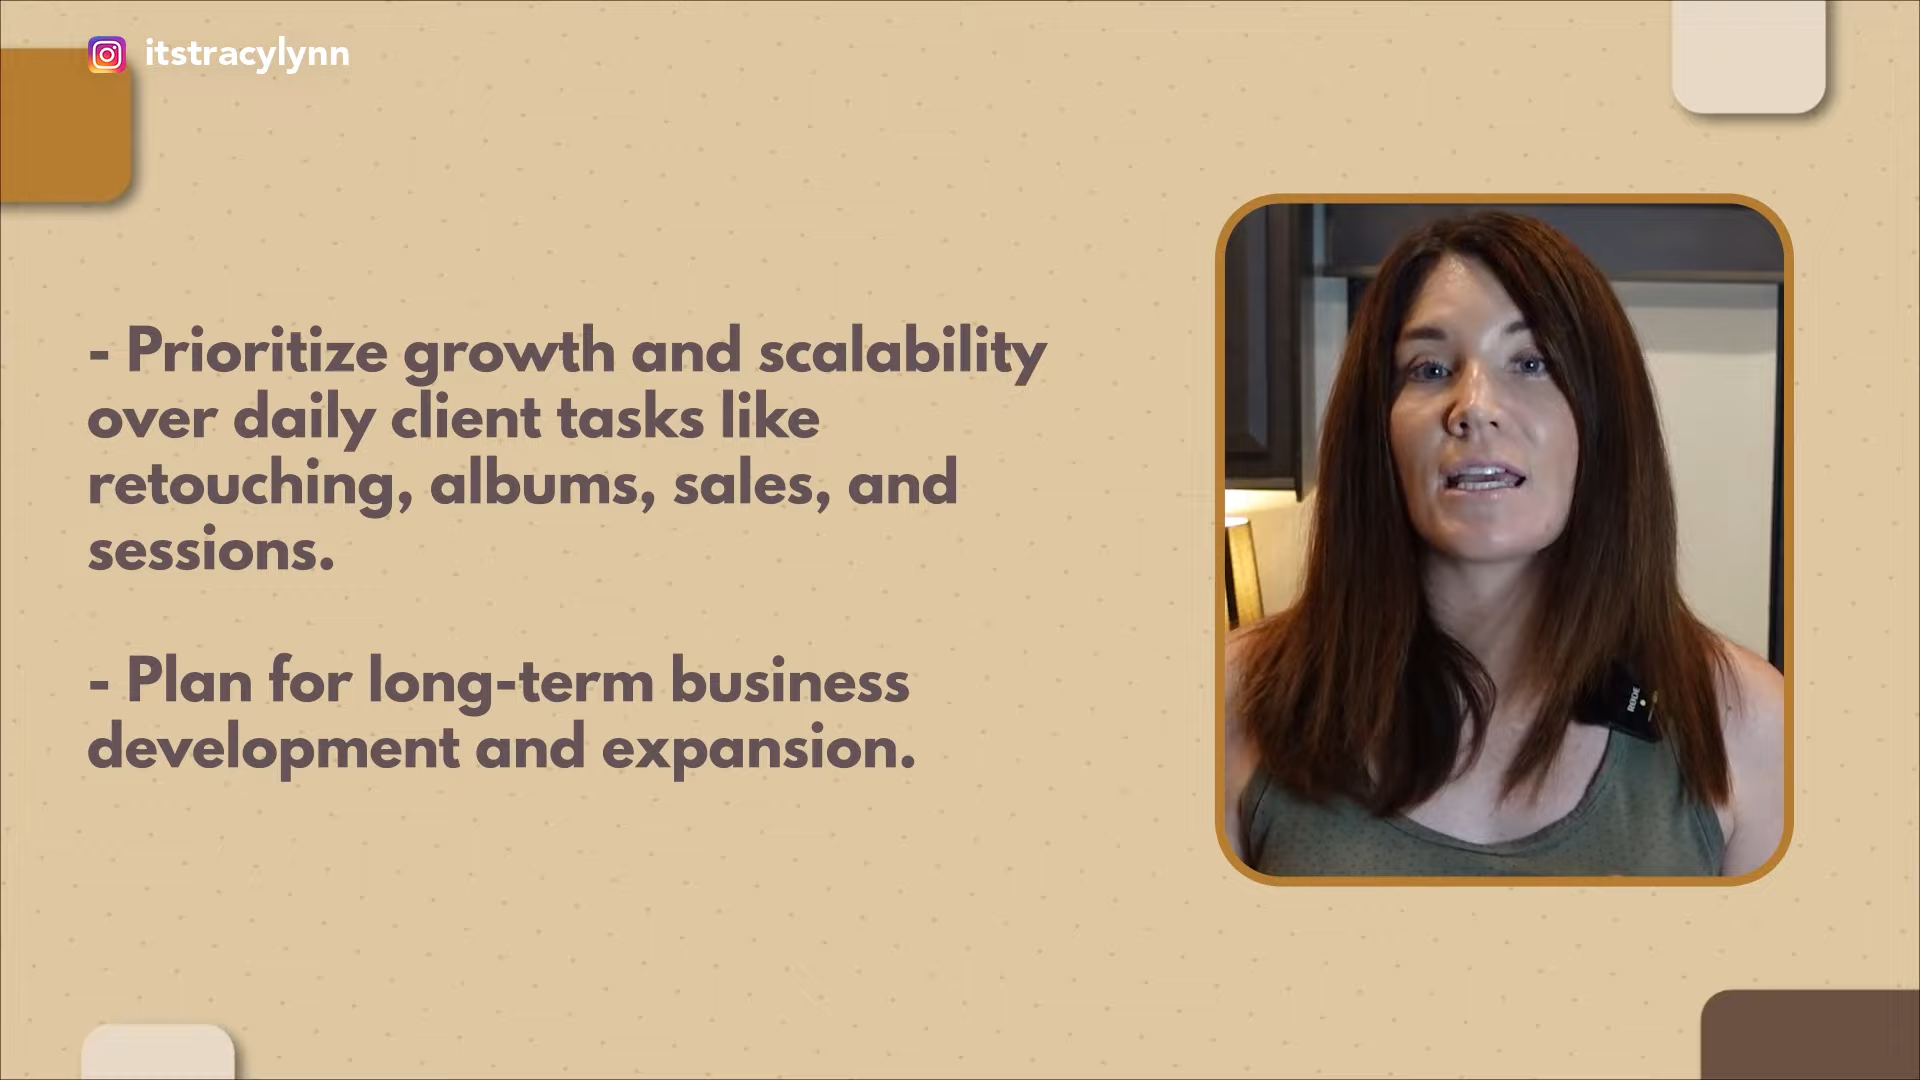 itstracylynn
- Prioritize growth and scalability
over daily client tasks like
retouching, albums, sales, and
sessions.
- Plan for long-term business
development and expansion.
RODE